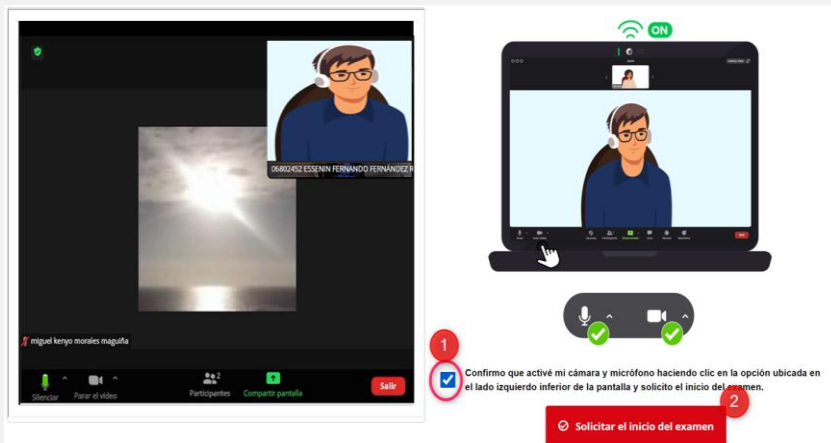 06802452 ESSENIN FERNANDO FERNÁNDEZ R
miguel kenyo morales maguiña
Silenciar
Parar el vídeo
2
Participantes
Compartir pantalla
Salir
ON
1
Confirmo que activé mi cámara y micrófono haciendo clic en la opción ubicada en
el lado izquierdo inferior de la pantalla y solicito el inicio del examen.
2
Solicitar el inicio del examen